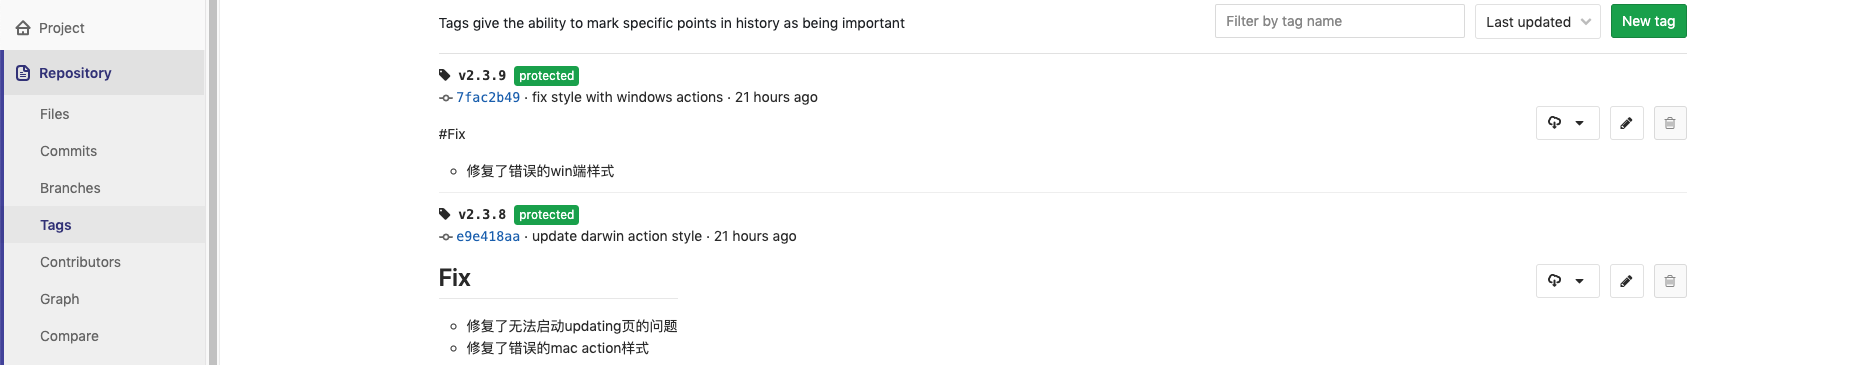 Project
Repository
Files
Commits
Branches
Tags
Contributors
Graph
Compare
Tags give the ability to mark specific points in history as being important
Filter by tag name
Last updated
New tag
v2.3.9 protected
7fac2b49 · fix style with windows actions · 21 hours ago
#Fix
修复了错误的win端样式
v2.3.8 protected
e9e418aa · update darwin action style · 21 hours ago
Fix
修复了无法启动updating页的问题
修复了错误的mac action样式